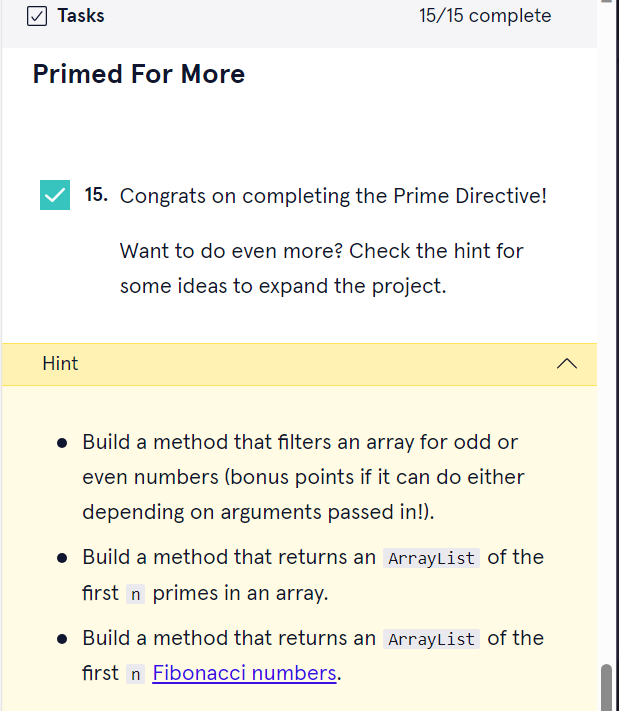 Tasks
15/15 complete
Primed For More
15. Congrats on completing the Prime Directive!
Want to do even more? Check the hint for
some ideas to expand the project.
Hint
Build a method that filters an array for odd or
even numbers (bonus points if it can do either
depending on arguments passed in!).
Build a method that returns an ArrayList of the
first n primes in an array.
Build a method that returns an ArrayList of the
first n Fibonacci numbers.